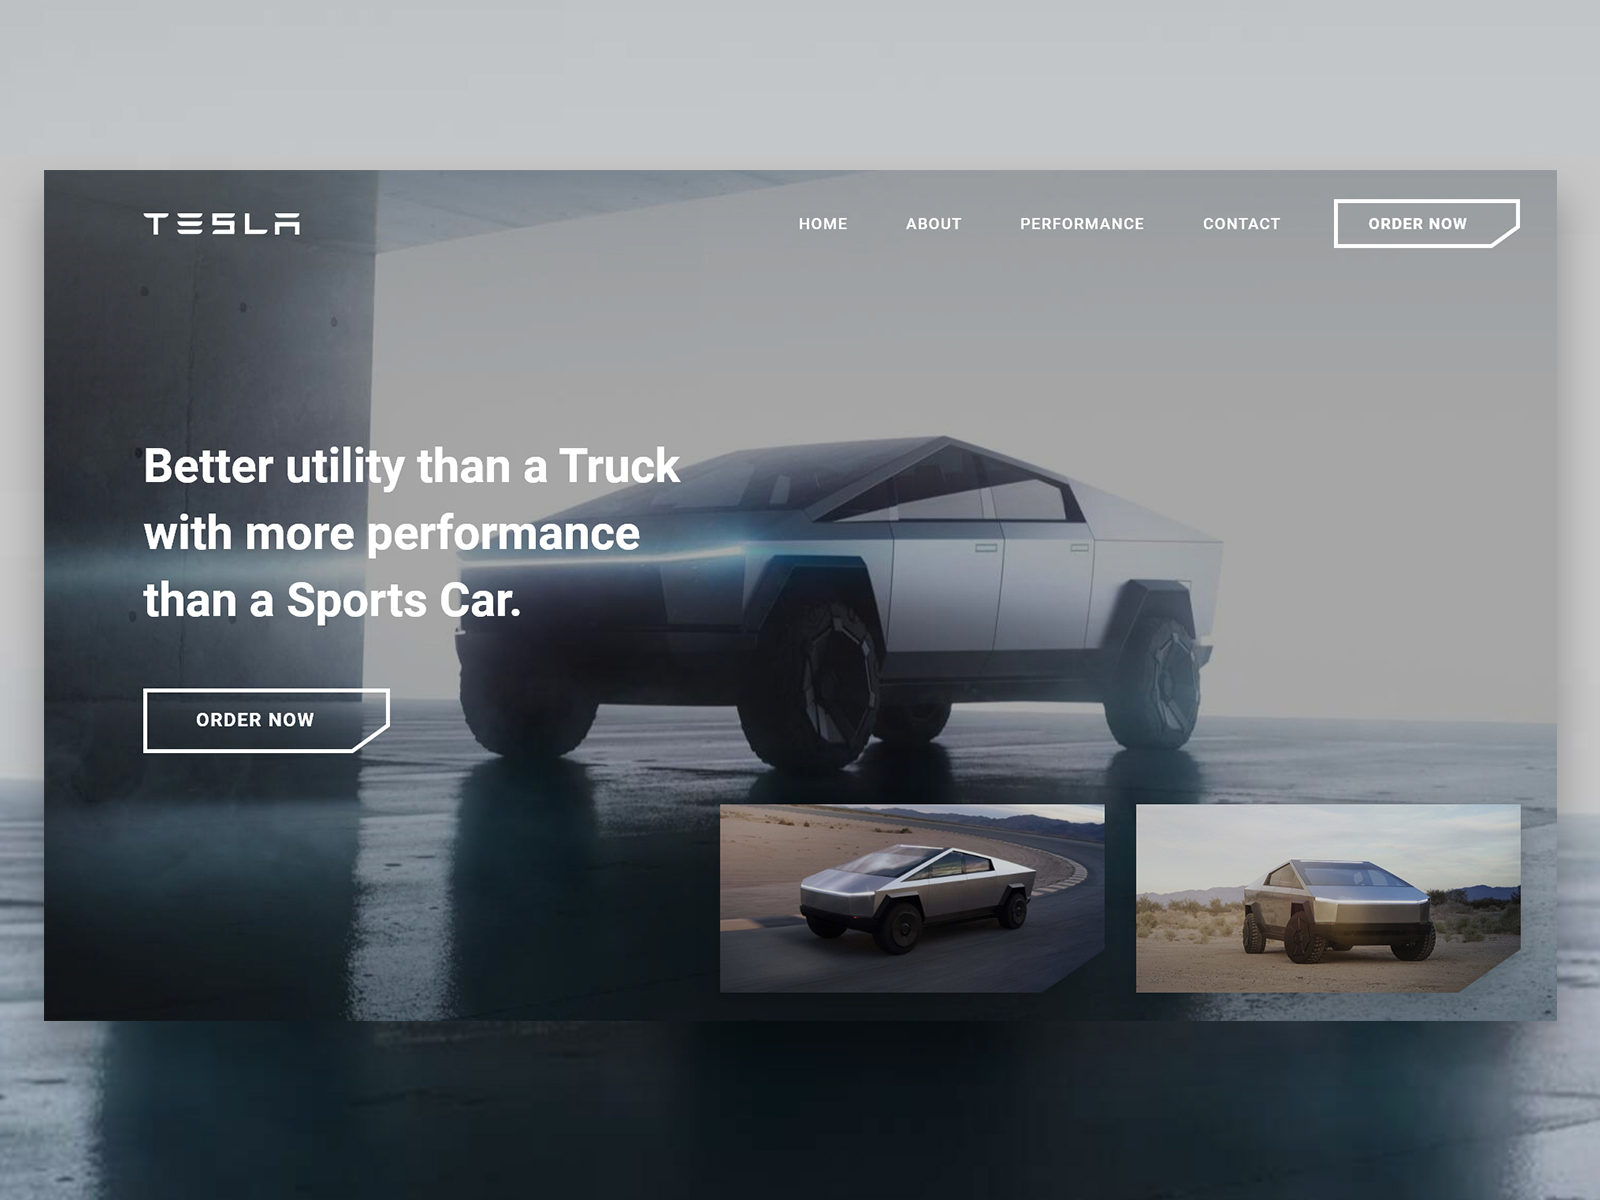 TESLA
HOME
ABOUT
PERFORMANCE
CONTACT
ORDER NOW
Better utility than a Truck
with more performance
than a Sports Car.
ORDER NOW